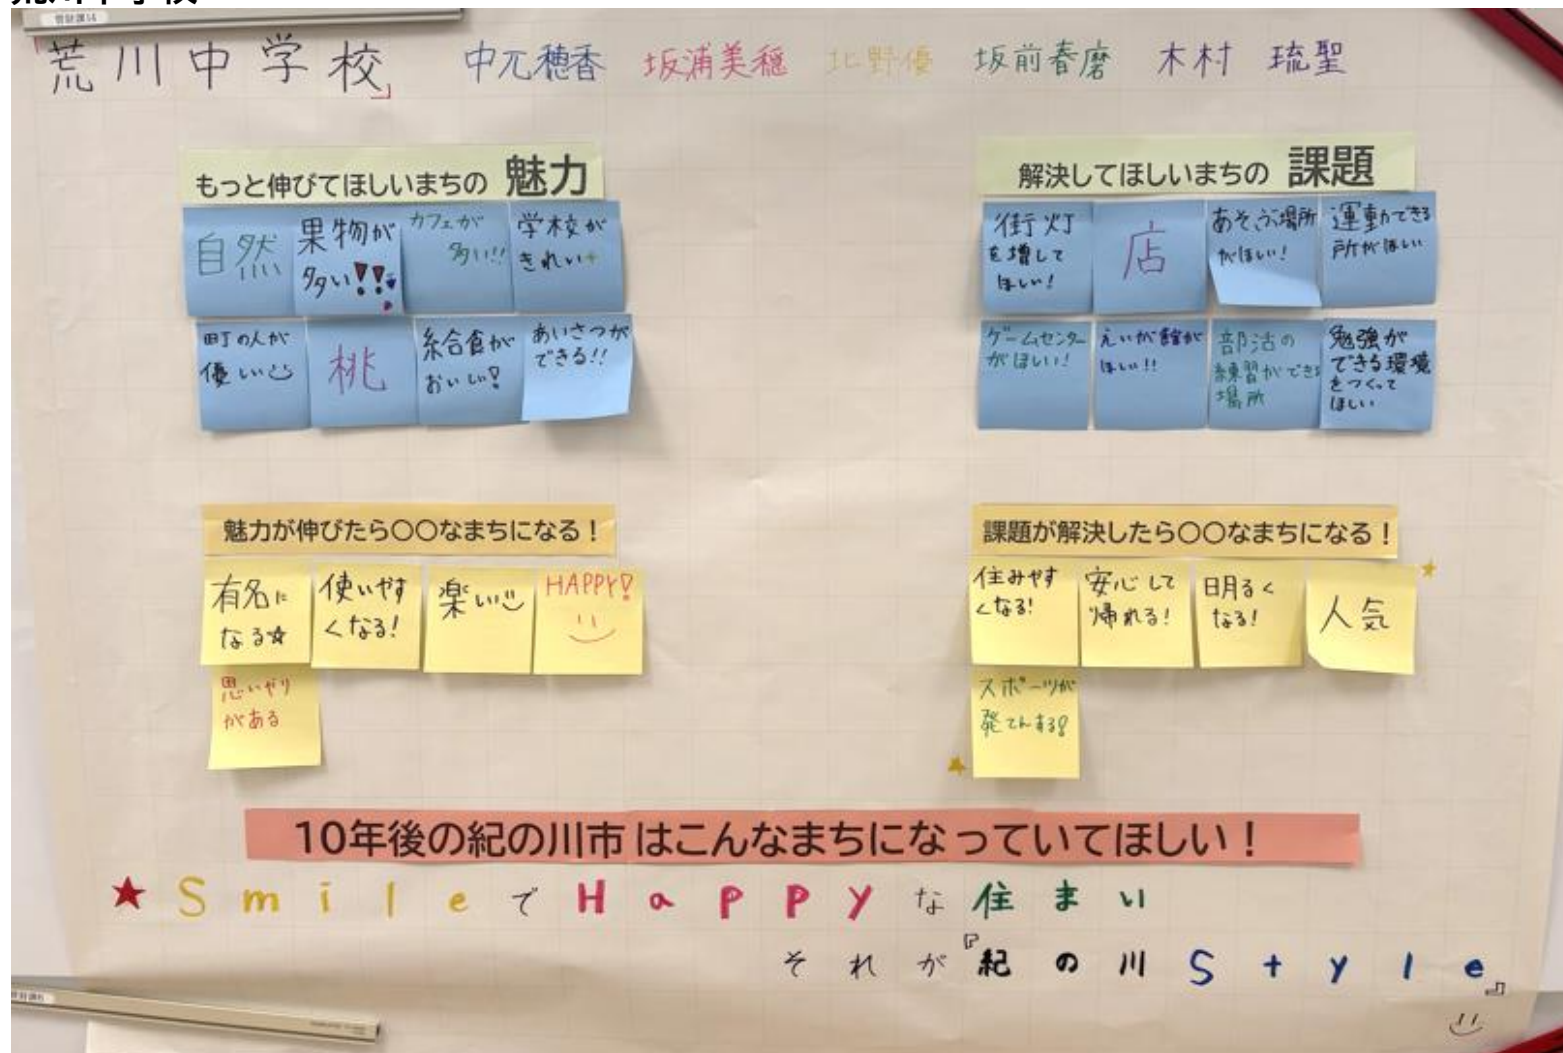 荒川中学校
「荒川中学校」 中元穂香 坂浦美穏 北野優 坂前春磨 木村 琉聖
もっと伸びてほしいまちの 魅力
自然
果物が
多い!!
カフェが
多い!!
学校が
きれい+
町の人が
優しい
桃
給食が
おいしい!
あいさつが
できる!!
解決してほしいまちの 課題
街灯
を増して
ほしい!
店
あそぶ場所
がほしい!
運動できる
所がほしい
ゲームセンター
がほしい!
えいが館が
ほしい!!
部活の
練習ができる
場所
勉強が
できる環境
をつくって
ほしい
魅力が伸びたら〇〇なまちになる!
有名に
なる☆
使いやす
くなる!
楽しい
HAPPY!
思いやり
がある
課題が解決したら〇〇なまちになる!
住みやす
くなる!
安心して
帰れる!
明るく
なる!
人気
スポーツが
発てんする!
10年後の紀の川市はこんなまちになっていてほしい!
★SmileでHappyな住まい
それが『紀の川Style』